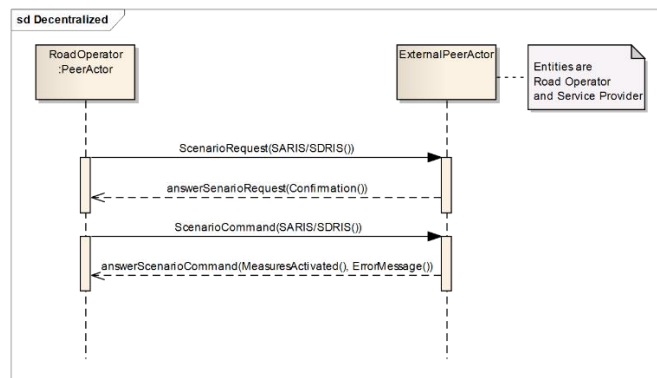 sd Decentralized
RoadOperator
:PeerActor
ExternalPeerActor
Entities are
Road Operator
and Service Provider
ScenarioRequest(SARIS/SDRIS())
answerSenarioRequest(Confirmation())
ScenarioCommand(SARIS/SDRIS())
answerScenarioCommand(MeasuresActivated(), ErrorMessage())